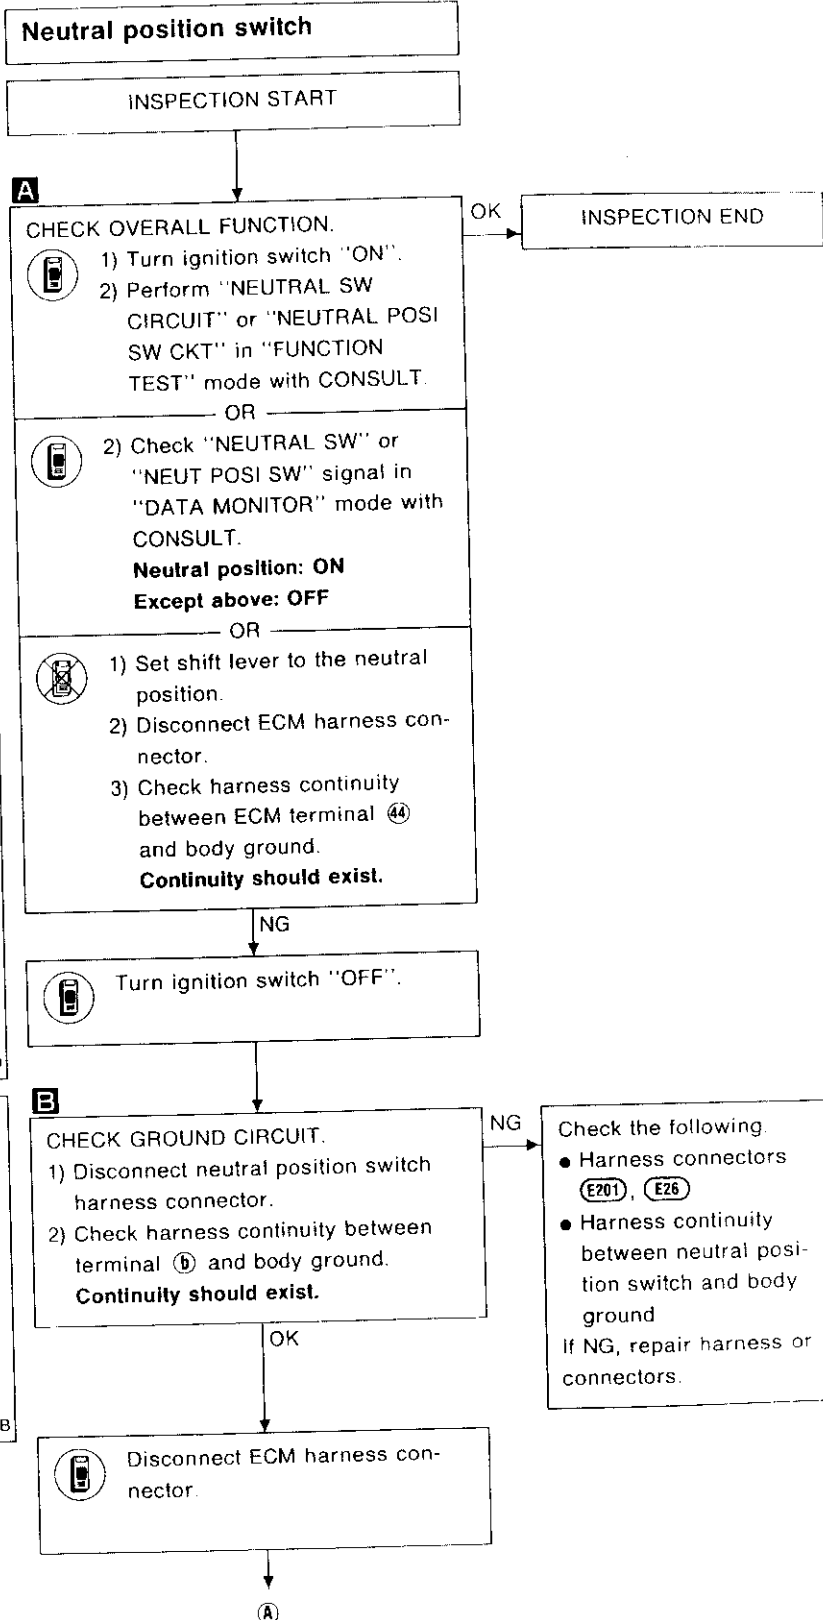 Neutral position switch
INSPECTION START
A
CHECK OVERALL FUNCTION.
1) Turn ignition switch "ON".
2) Perform "NEUTRAL SW
CIRCUIT" or "NEUTRAL POSI
SW CKT" in "FUNCTION
TEST" mode with CONSULT.
OR
2) Check "NEUTRAL SW" or
"NEUT POSI SW" signal in
"DATA MONITOR" mode with
CONSULT.
Neutral position: ON
Except above: OFF
OR
1) Set shift lever to the neutral
position.
2) Disconnect ECM harness con-
nector.
3) Check harness continuity
between ECM terminal 44
and body ground.
Continuity should exist.
OK
INSPECTION END
NG
Turn ignition switch "OFF".
B
CHECK GROUND CIRCUIT.
1) Disconnect neutral position switch
harness connector.
2) Check harness continuity between
terminal b and body ground.
Continuity should exist.
NG
Check the following.
● Harness connectors
E201, E26
● Harness continuity
between neutral posi-
tion switch and body
ground
If NG, repair harness or
connectors.
OK
B
Disconnect ECM harness con-
nector.
A